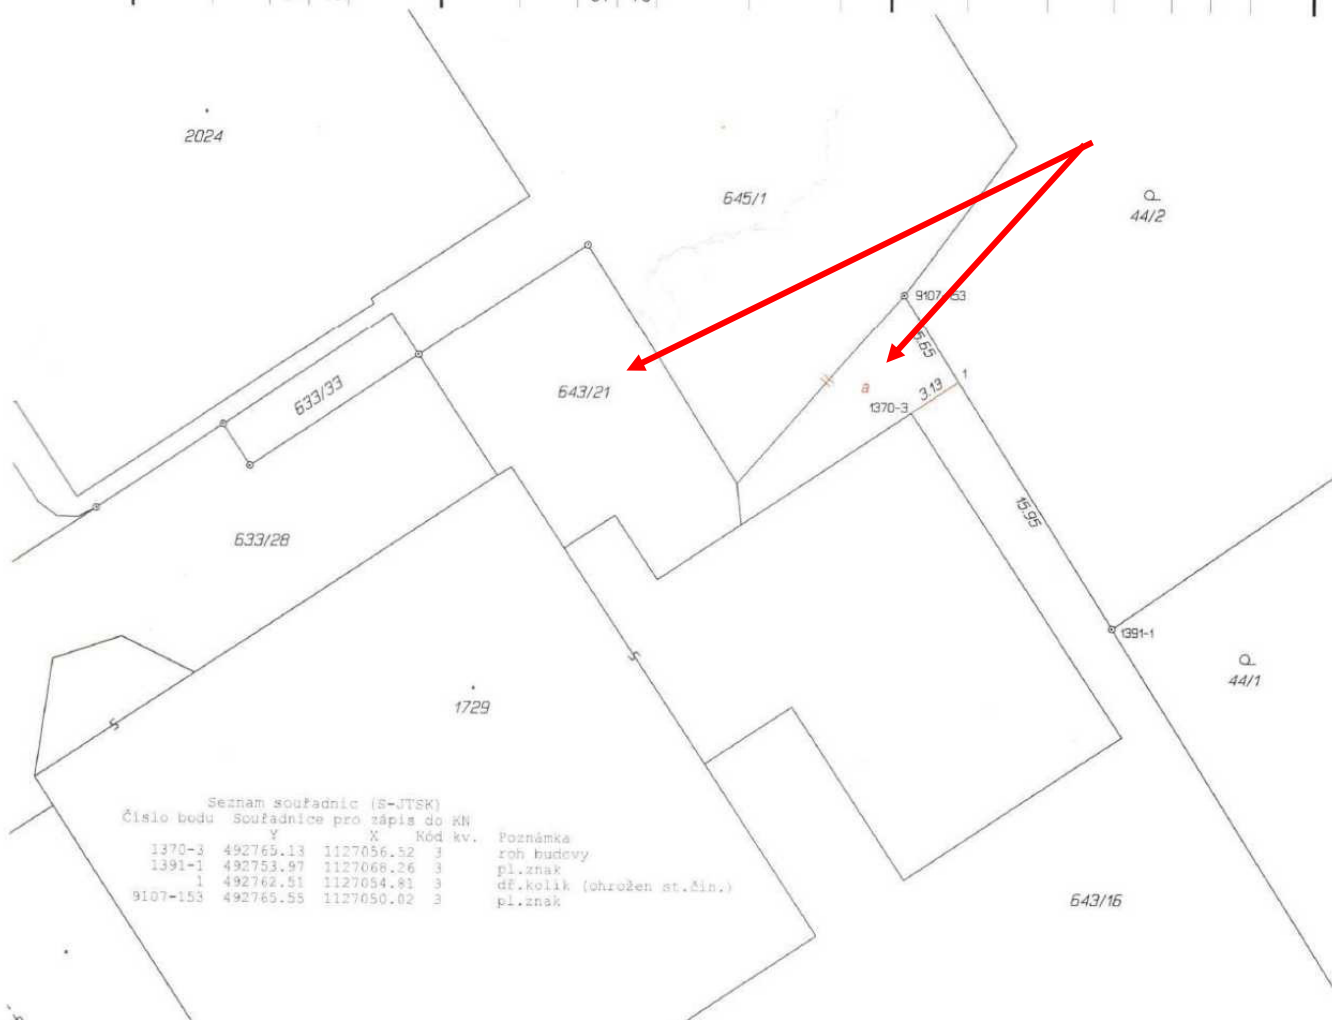 2024
645/1
44/2
9107-153
5.65
633/33
643/21
a
3.13
1
1370-3
15.95
633/28
1391-1
44/1
1729
643/16
Seznam souřadnic (S-JTSK)
Číslo bodu Souřadnice pro zápis do KN
Y X Kód kv. Poznámka
1370-3 492765.13 1127056.52 3 roh budovy
1391-1 492753.97 1127068.26 3 pl.znak
1 492762.51 1127054.81 3 dř.kolík (ohrožen st.čin.)
9107-153 492765.55 1127050.02 3 pl.znak